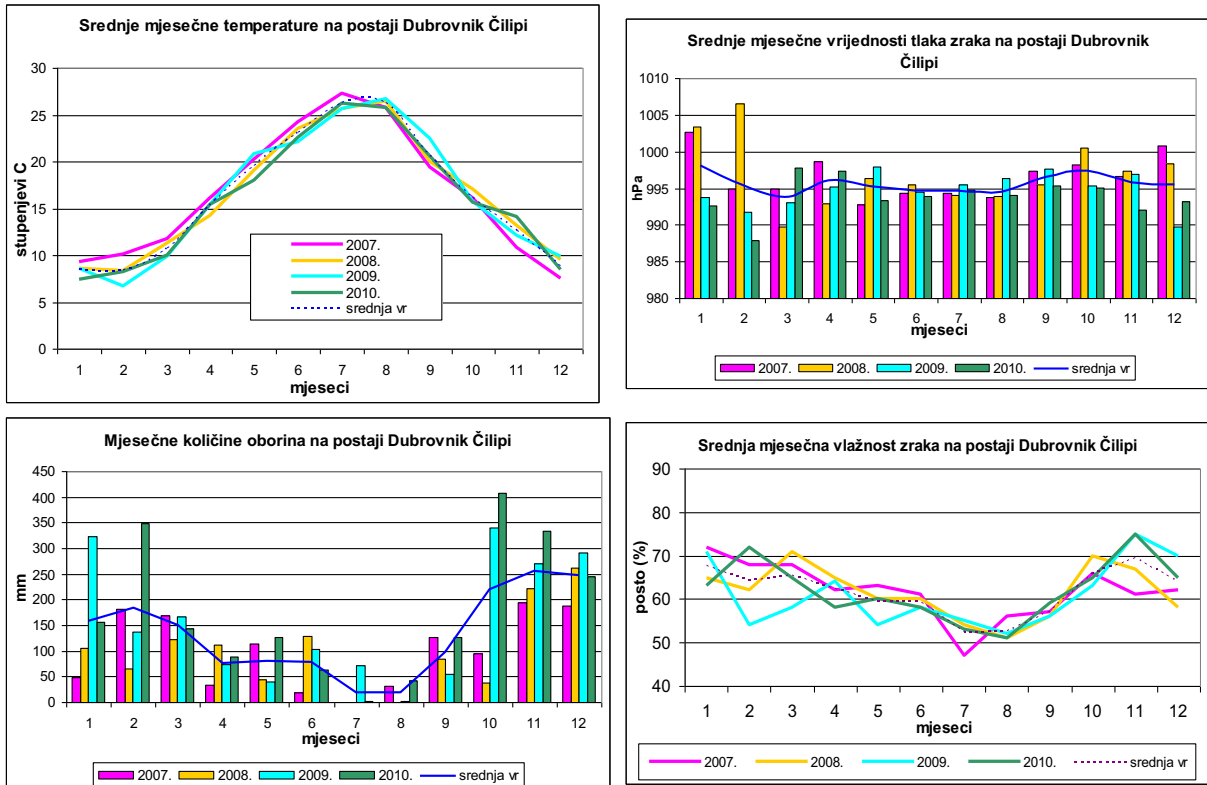 Srednje mjesečne temperature na postaji Dubrovnik Čilipi
30
25
20
15
10
5
0
stupenjevi C
2007.
2008.
2009.
2010.
srednja vr
1 2 3 4 5 6 7 8 9 10 11 12
mjeseci
Srednje mjesečne vrijednosti tlaka zraka na postaji Dubrovnik
Čilipi
1010
1005
1000
995
990
985
980
hPa
1 2 3 4 5 6 7 8 9 10 11 12
mjeseci
2007. 2008. 2009. 2010. srednja vr
Mjesečne količine oborina na postaji Dubrovnik Čilipi
450
400
350
300
250
200
150
100
50
0
mm
1 2 3 4 5 6 7 8 9 10 11 12
mjeseci
2007. 2008. 2009. 2010. srednja vr
Srednja mjesečna vlažnost zraka na postaji Dubrovnik Čilipi
90
80
70
60
50
40
posto (%)
1 2 3 4 5 6 7 8 9 10 11 12
mjeseci
2007. 2008. 2009. 2010. srednja vr